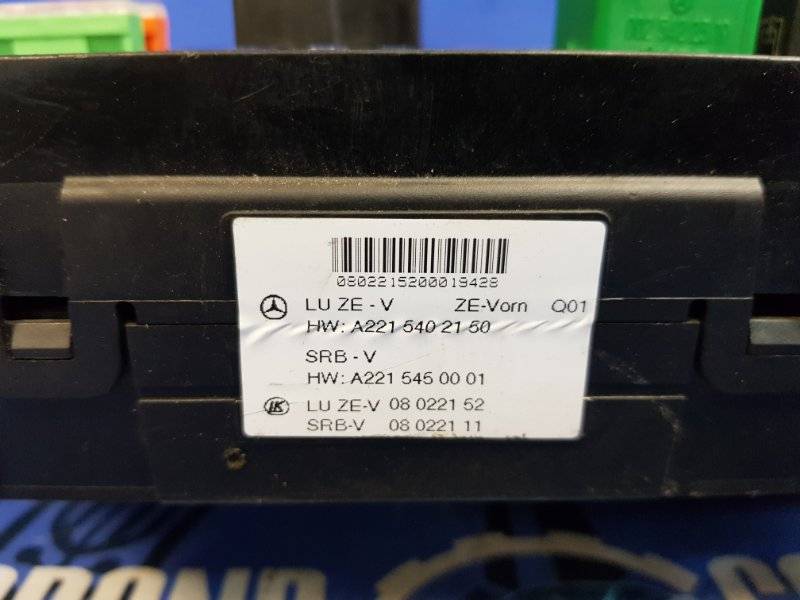 0802215200019428
LU ZE - V ZE-Vorn Q01
HW: A221 540 21 50
SRB - V
HW: A221 545 00 01
LK LU ZE-V 08 0221 52
SRB-V 08 0221 11